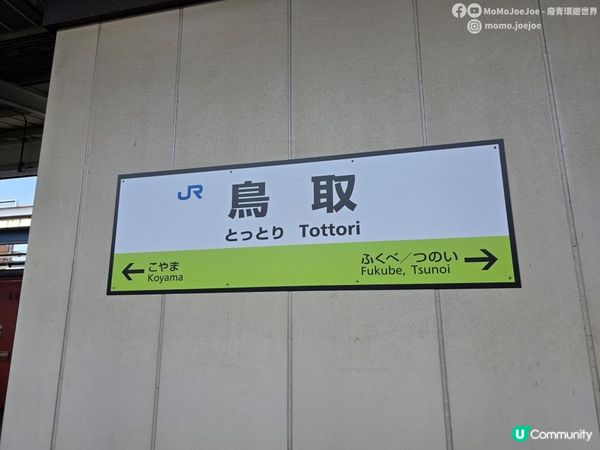 MoMoJoeJoe - 廢青環遊世界
momo.joejoe
JR
鳥取
とっとり Tottori
こやま
Koyama
ふくべ／つのい
Fukube, Tsunoi
U Community